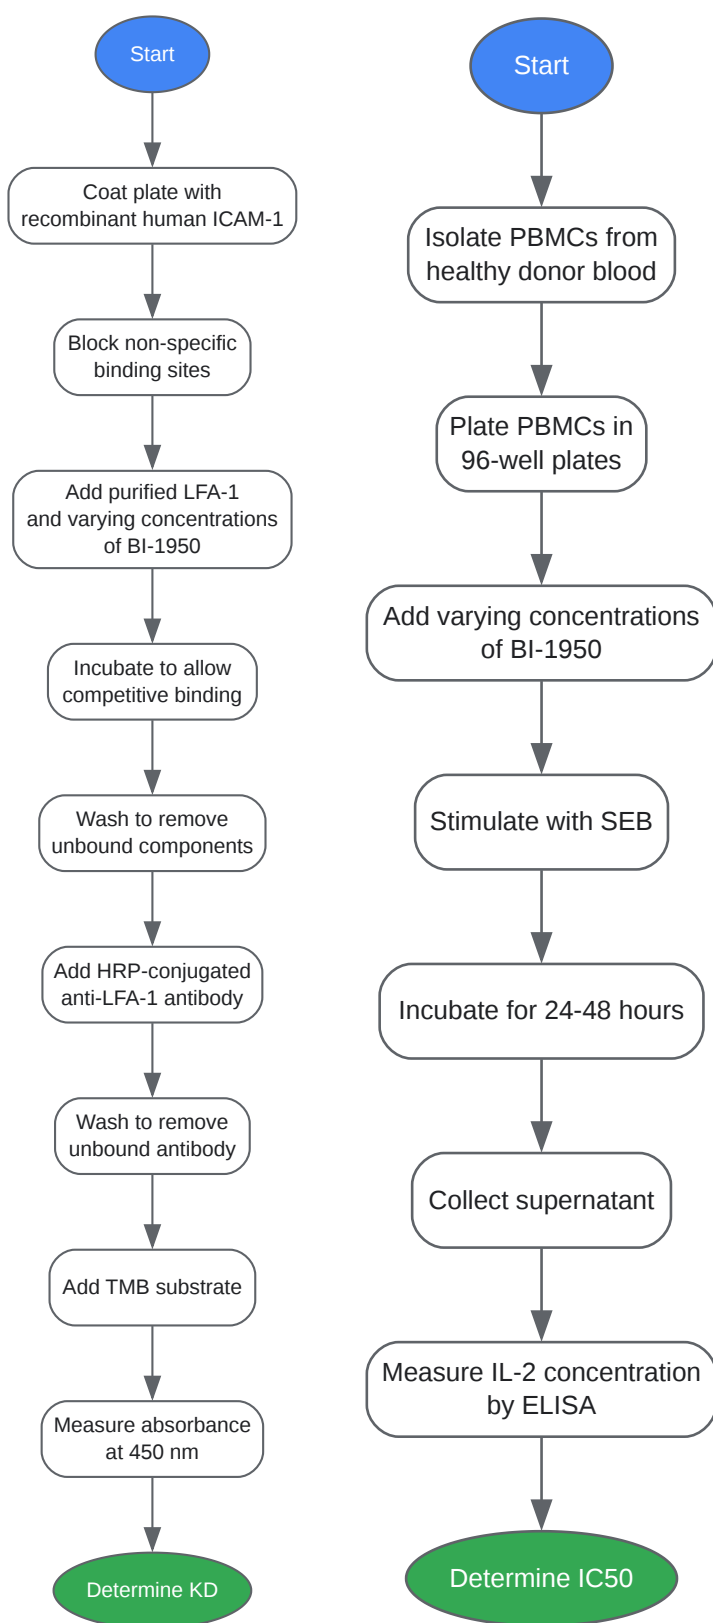 Start
Coat plate with
recombinant human ICAM-1
Block non-specific
binding sites
Add purified LFA-1
and varying concentrations
of BI-1950
Incubate to allow
competitive binding
Wash to remove
unbound components
Add HRP-conjugated
anti-LFA-1 antibody
Wash to remove
unbound antibody
Add TMB substrate
Measure absorbance
at 450 nm
Determine KD
Start
Isolate PBMCs from
healthy donor blood
Plate PBMCs in
96-well plates
Add varying concentrations
of BI-1950
Stimulate with SEB
Incubate for 24-48 hours
Collect supernatant
Measure IL-2 concentration
by ELISA
Determine IC50